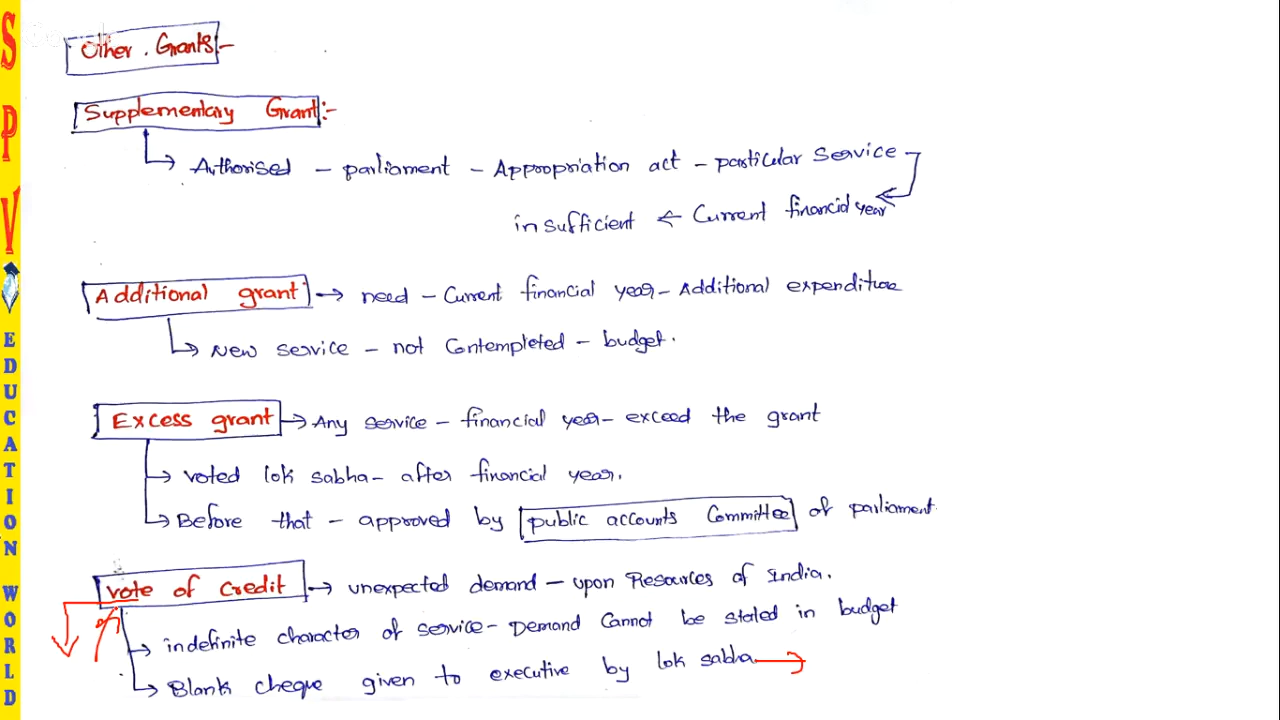 Other . Grants:-
Supplementary Grant:-
Authorised - parliament - Appropriation act - particular service
insufficient ← Current financial year
Additional grant → need - Current financial year - Additional expenditure
New service - not Contempleted - budget.
Excess grant → Any service - financial year - exceed the grant
voted lok sabha - after financial year.
Before that - approved by public accounts Committee of parliament
vote of credit → unexpected demand - upon Resources of India.
indefinite character of service - Demand Cannot be stated in budget
Blank cheque given to executive by lok sabha
SPV EDUCATION WORLD